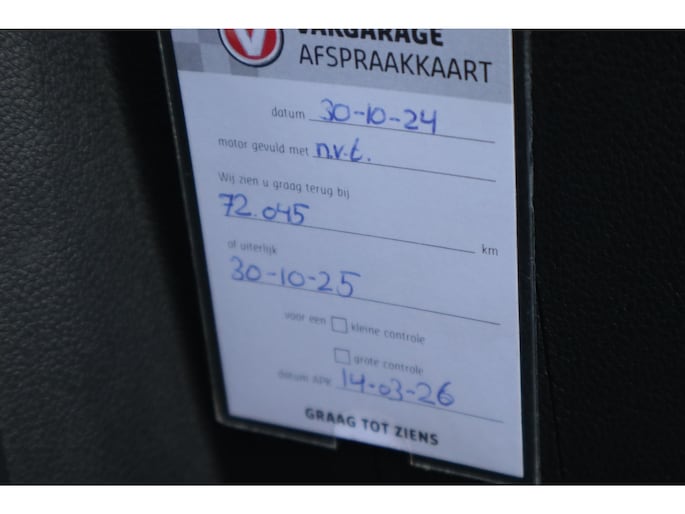 V
VAKGARAGE
AFSPRAAKKAART
datum 30-10-24
motor gevuld met n.v.t.
Wij zien u graag terug bij
72.045 km
of uiterlijk
30-10-25
voor een kleine controle
grote controle
datum APK 14-03-26
GRAAG TOT ZIENS